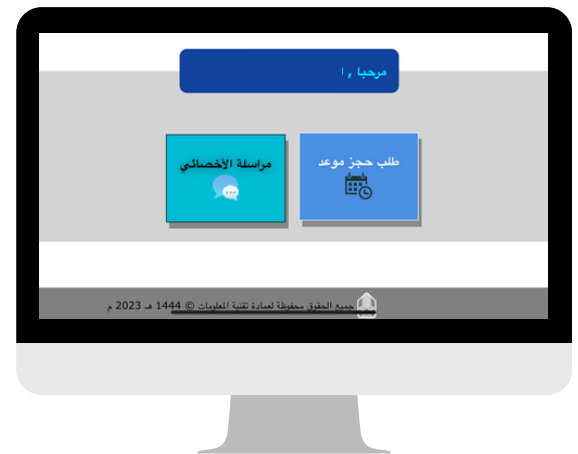 مرحبا , ا
طلب حجز موعد
مراسلة الأخصائي
جميع الحقوق محفوظة لعمادة تقنية المعلومات © 1444 هـ 2023 م